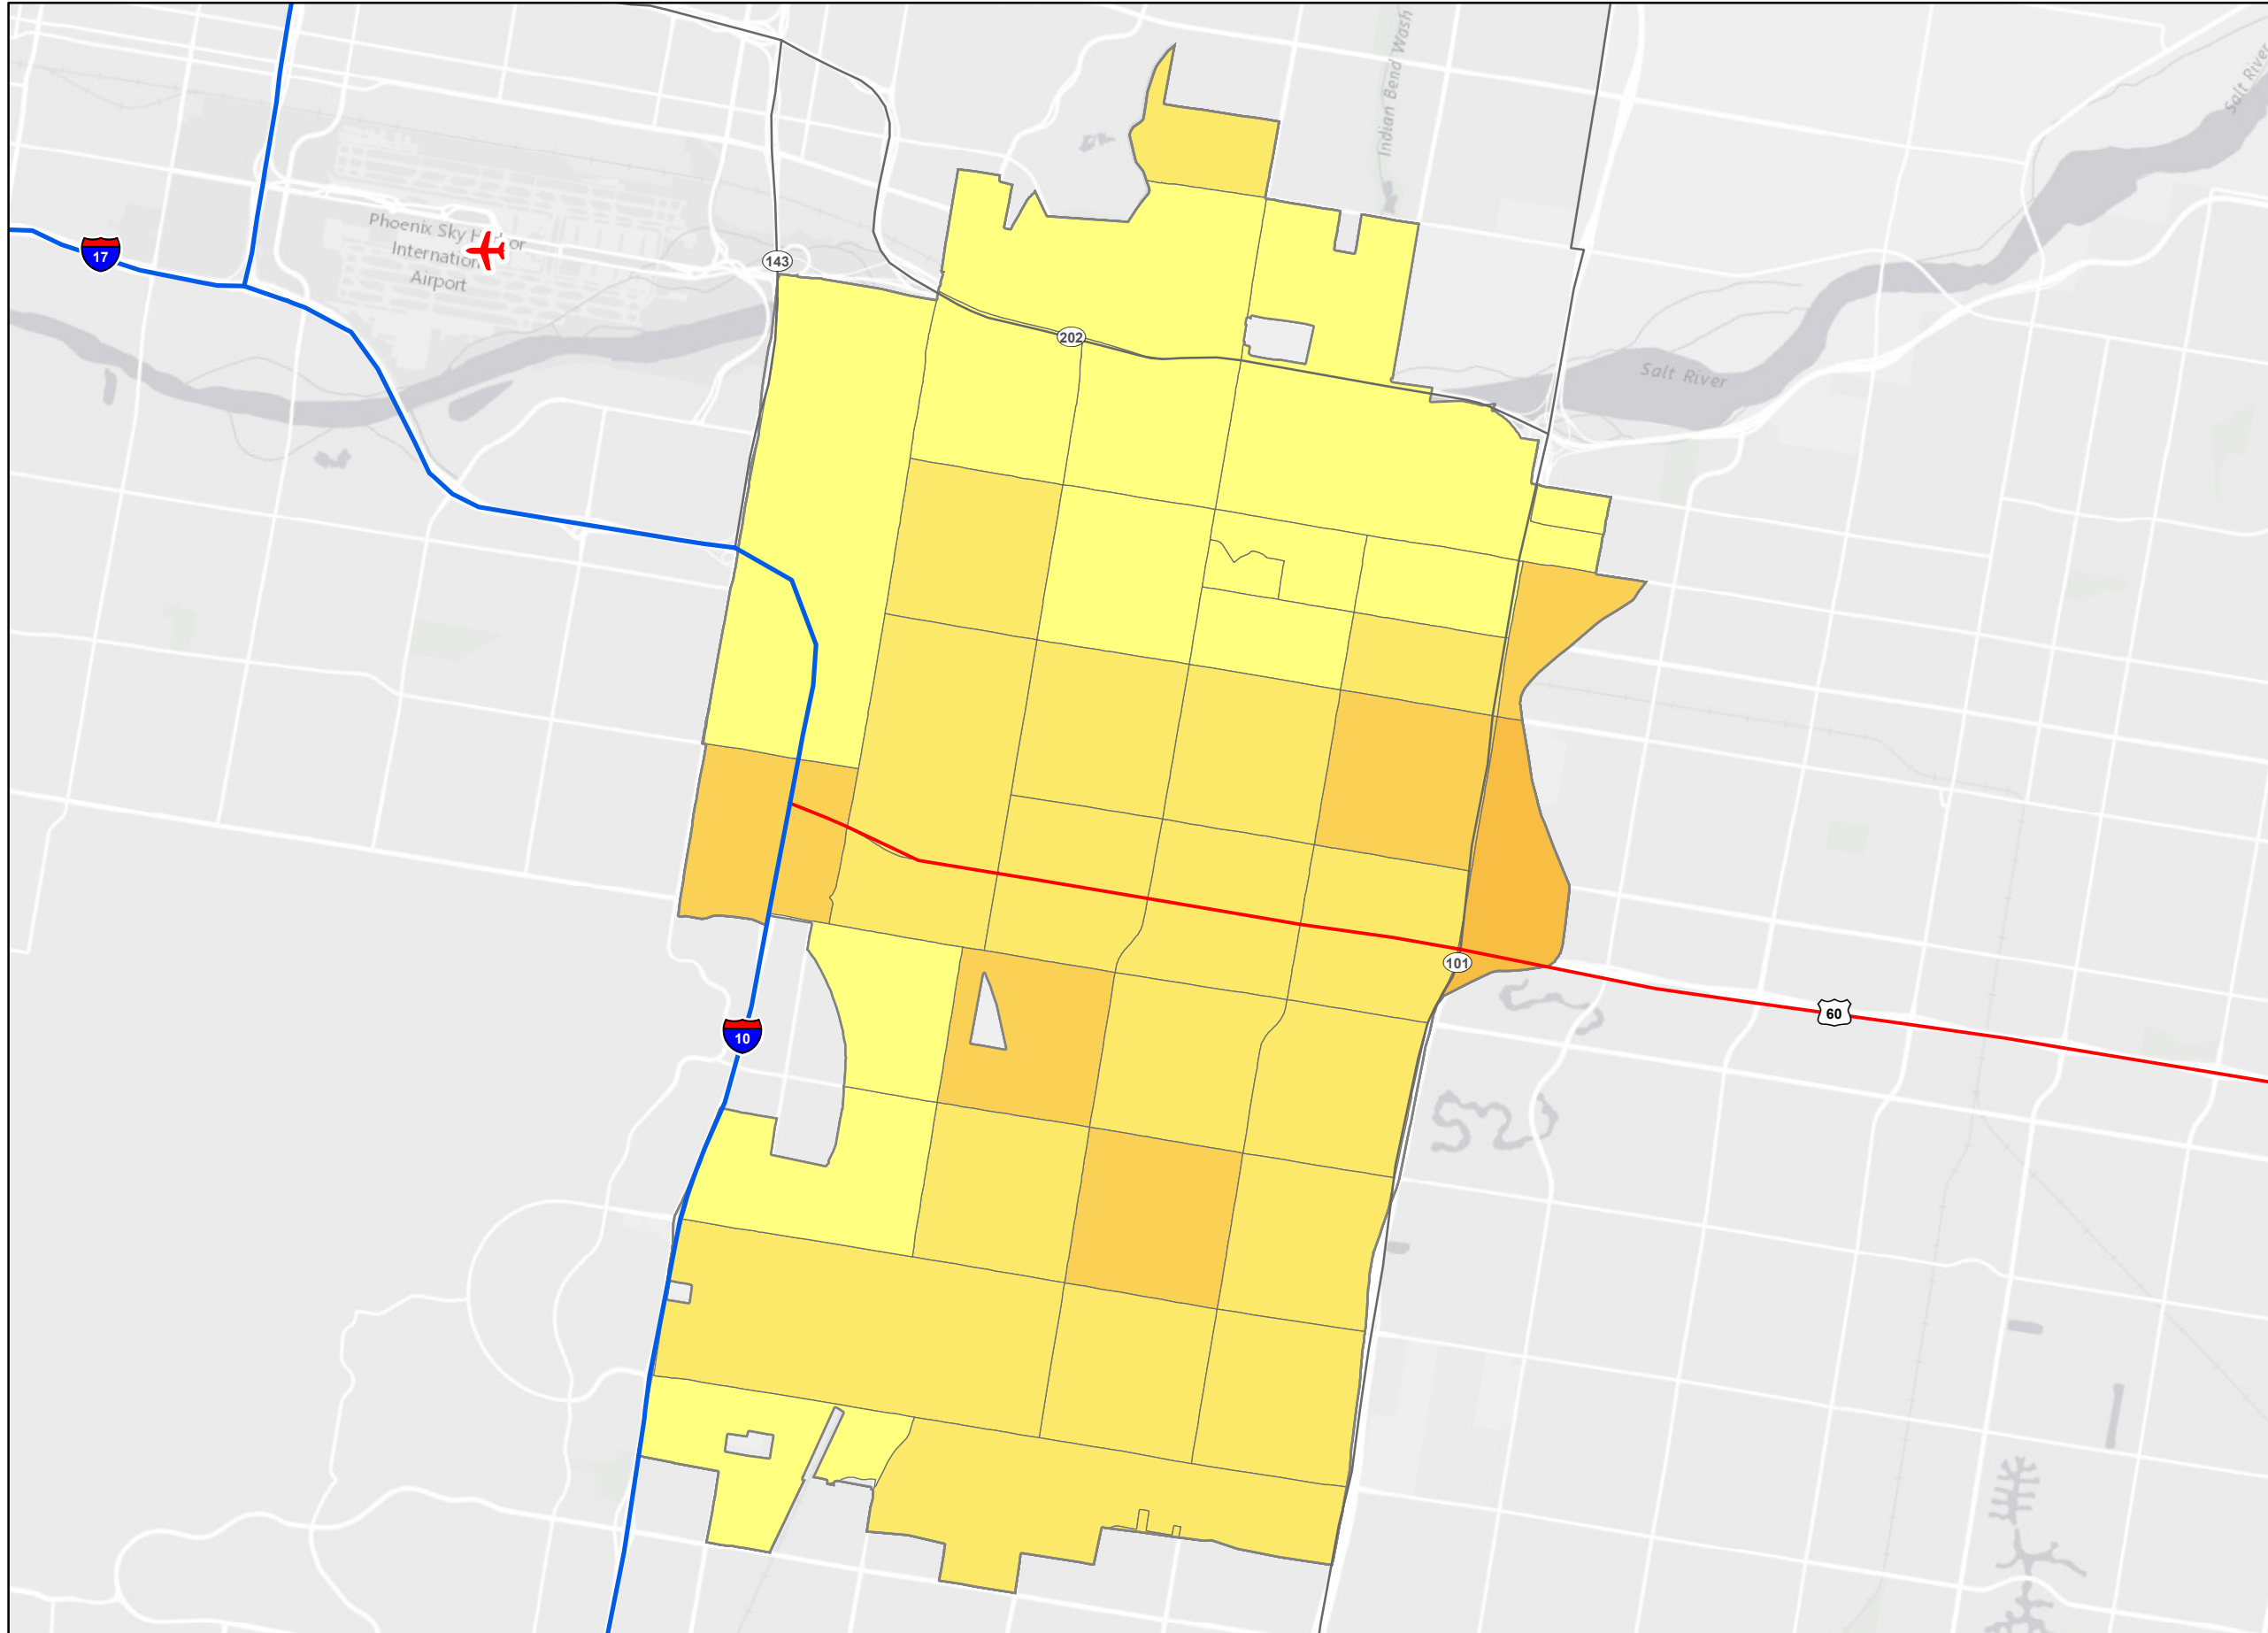 Indian Bend Wash
Salt River
Phoenix Sky Harbor
International
Airport
17
143
202
Salt River
101
60
10